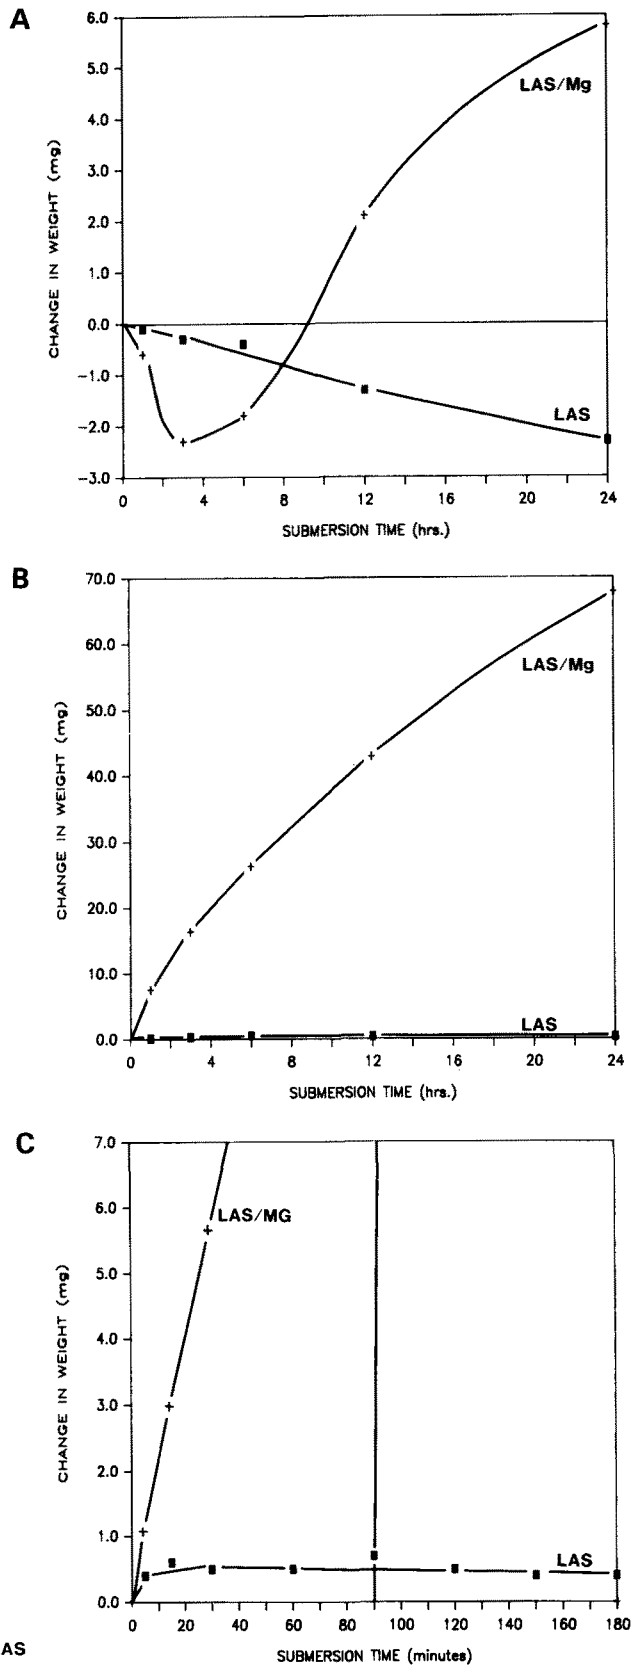 A
6.0
5.0
4.0
3.0
2.0
1.0
0.0
-1.0
-2.0
-3.0
CHANGE IN WEIGHT (mg)
LAS/Mg
LAS
0 4 8 12 16 20 24
SUBMERSION TIME (hrs.)
B
70.0
60.0
50.0
40.0
30.0
20.0
10.0
0.0
CHANGE IN WEIGHT (mg)
LAS/Mg
LAS
0 4 8 12 16 20 24
SUBMERSION TIME (hrs.)
C
7.0
6.0
5.0
4.0
3.0
2.0
1.0
0.0
CHANGE IN WEIGHT (mg)
LAS/MG
LAS
0 20 40 60 80 100 120 140 160 180
AS
SUBMERSION TIME (minutes)